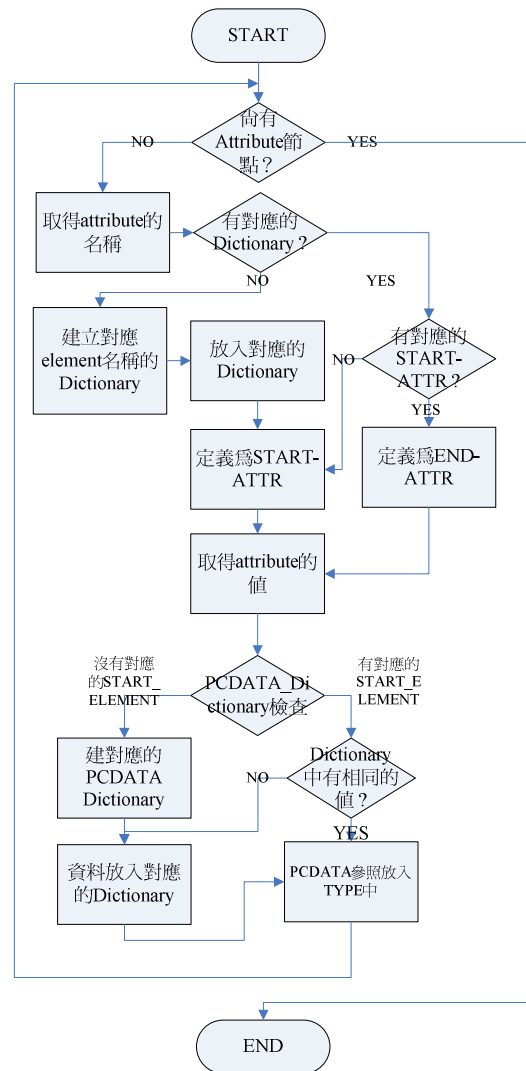 START
尚有
Attribute節
點？
NO
YES
取得attribute的
名稱
有對應的
Dictionary？
NO
YES
建立對應
element名稱的
Dictionary
放入對應的
Dictionary
有對應的
START-
ATTR？
NO
YES
定義為START-
ATTR
定義為END-
ATTR
取得attribute的
值
沒有對應
的START_
ELEMENT
PCDATA_Di
ctionary檢查
有對應的
START_E
LEMENT
建對應的
PCDATA
Dictionary
Dictionary
中有相同的
值？
NO
YES
資料放入對應
的Dictionary
PCDATA參照放入
TYPE中
END